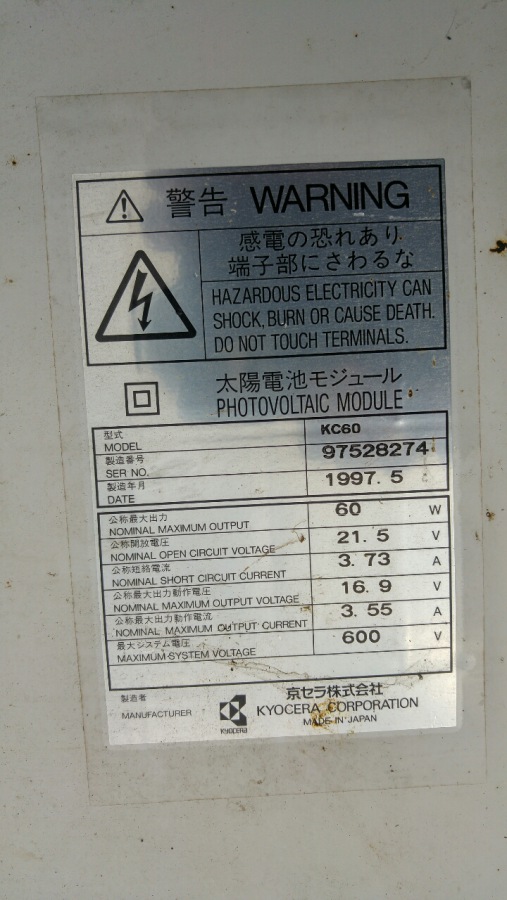 警告 WARNING
感電の恐れあり
端子部にさわるな
HAZARDOUS ELECTRICITY CAN
SHOCK, BURN OR CAUSE DEATH.
DO NOT TOUCH TERMINALS.
太陽電池モジュール
PHOTOVOLTAIC MODULE
型式
MODEL
KC60
製造番号
SER NO.
97528274
製造年月
DATE
1997. 5
公称最大出力
NOMINAL MAXIMUM OUTPUT
60 W
公称開放電圧
NOMINAL OPEN CIRCUIT VOLTAGE
21. 5 V
公称短絡電流
NOMINAL SHORT CIRCUIT CURRENT
3. 73 A
公称最大出力動作電圧
NOMINAL MAXIMUM OUTPUT VOLTAGE
16. 9 V
公称最大出力動作電流
NOMINAL MAXIMUM OUTPUT CURRENT
3. 55 A
最大システム電圧
MAXIMUM SYSTEM VOLTAGE
600 V
製造者
MANUFACTURER
KYOCERA
京セラ株式会社
KYOCERA CORPORATION
MADE IN JAPAN